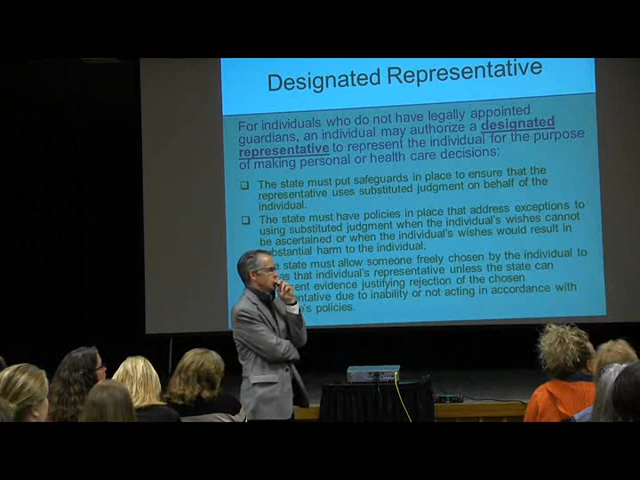 Designated Representative
For individuals who do not have legally appointed
guardians, an individual may authorize a designated
representative to represent the individual for the purpose
of making personal or health care decisions:
The state must put safeguards in place to ensure that the
representative uses substituted judgment on behalf of the
individual.
The state must have policies in place that address exceptions to
using substituted judgment when the individual's wishes cannot
be ascertained or when the individual's wishes would result in
substantial harm to the individual.
state must allow someone freely chosen by the individual to
as that individual's representative unless the state can
evidence justifying rejection of the chosen
due to inability or not acting in accordance with
policies.